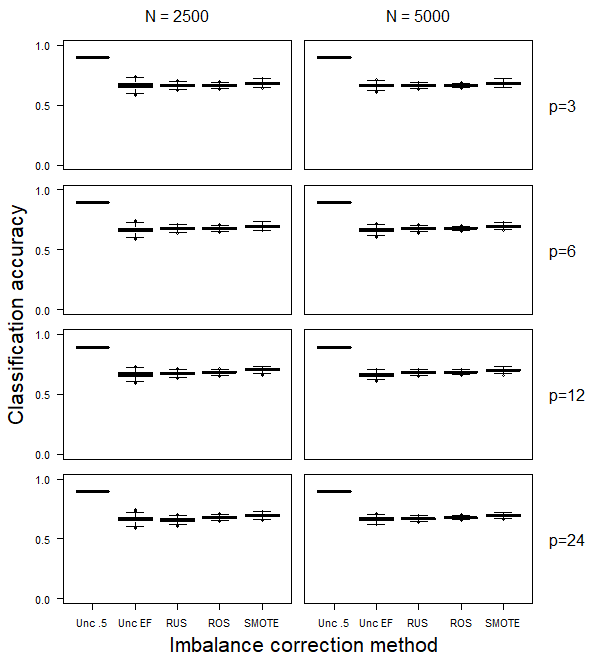 N = 2500 N = 5000
1.0
0.5
0.0
p=3
1.0
0.5
0.0
p=6
1.0
0.5
0.0
p=12
1.0
0.5
0.0
p=24
Classification accuracy
Unc .5 Unc EF RUS ROS SMOTE Unc .5 Unc EF RUS ROS SMOTE
Imbalance correction method